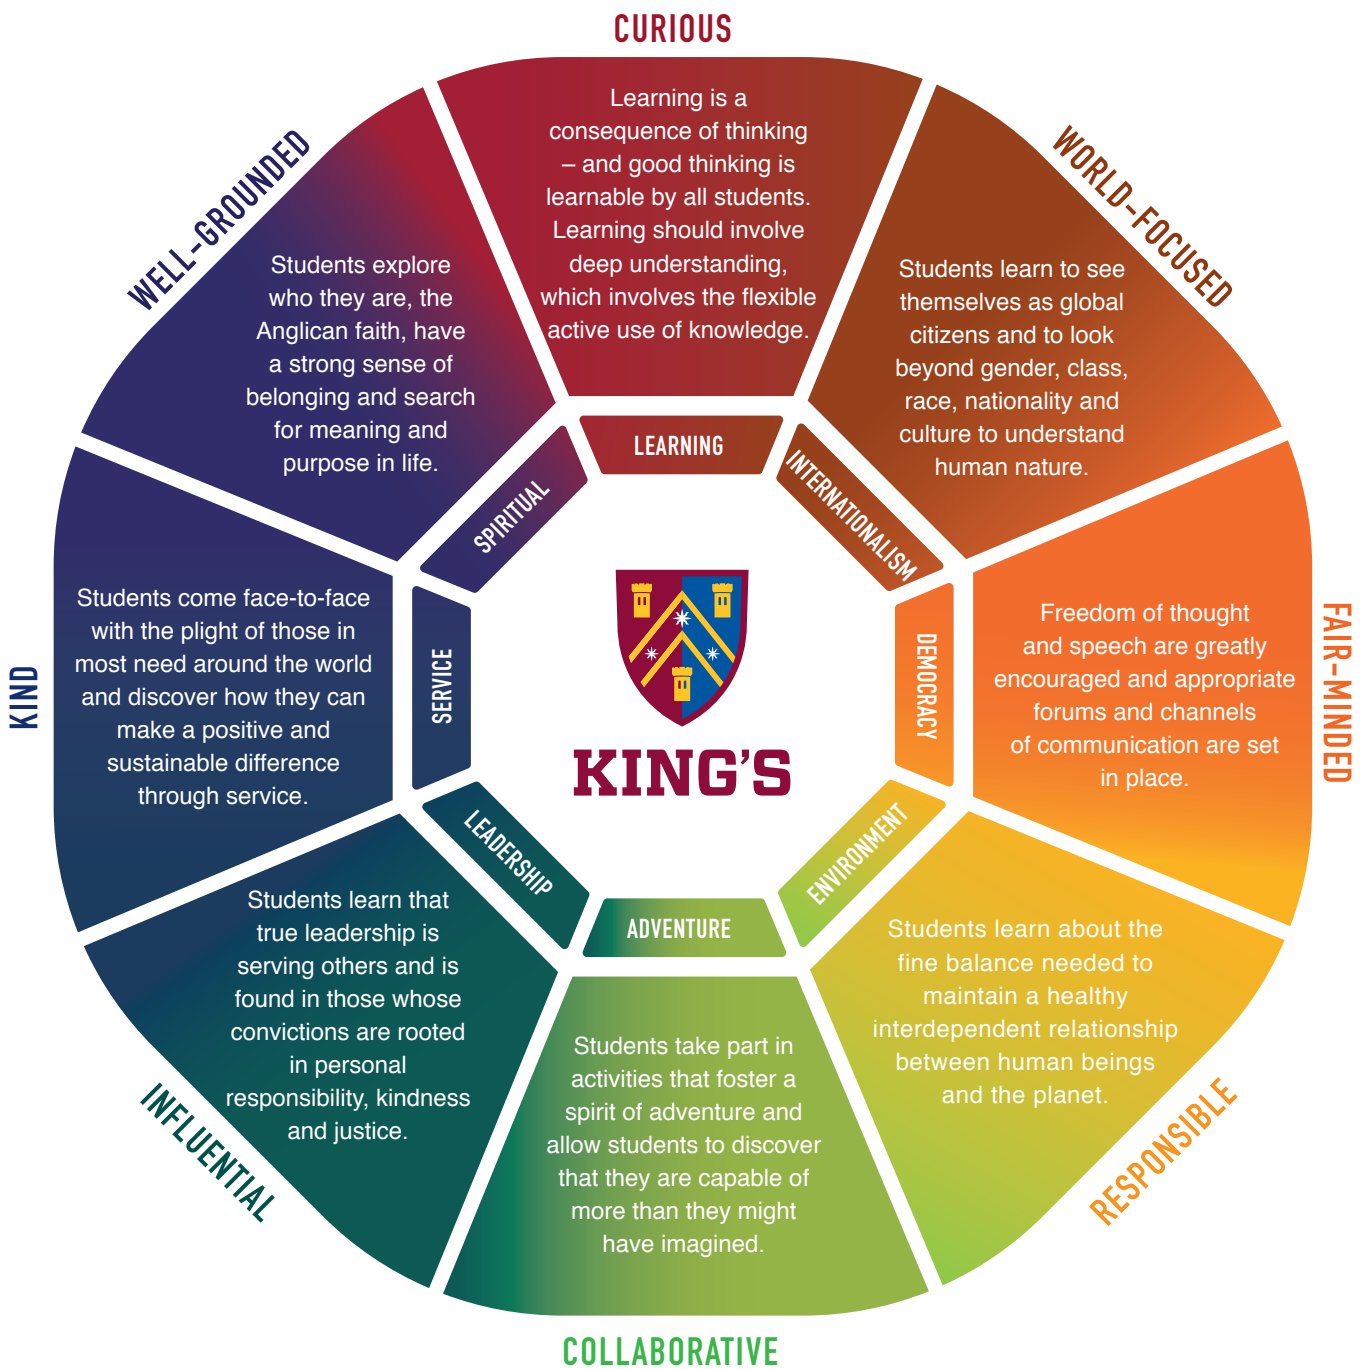 CURIOUS
Learning is a
consequence of thinking
– and good thinking is
learnable by all students.
Learning should involve
deep understanding,
which involves the flexible
active use of knowledge.
LEARNING
WORLD-FOCUSED
Students learn to see
themselves as global
citizens and to look
beyond gender, class,
race, nationality and
culture to understand
human nature.
INTERNATIONALISM
FAIR-MINDED
Freedom of thought
and speech are greatly
encouraged and appropriate
forums and channels
of communication are set
in place.
DEMOCRACY
RESPONSIBLE
Students learn about the
fine balance needed to
maintain a healthy
interdependent relationship
between human beings
and the planet.
ENVIRONMENT
COLLABORATIVE
Students take part in
activities that foster a
spirit of adventure and
allow students to discover
that they are capable of
more than they might
have imagined.
ADVENTURE
INFLUENTIAL
Students learn that
true leadership is
serving others and is
found in those whose
convictions are rooted
in personal
responsibility, kindness
and justice.
LEADERSHIP
KIND
Students come face-to-face
with the plight of those in
most need around the world
and discover how they can
make a positive and
sustainable difference
through service.
SERVICE
WELL-GROUNDED
Students explore
who they are, the
Anglican faith, have
a strong sense of
belonging and search
for meaning and
purpose in life.
SPIRITUAL
KING'S